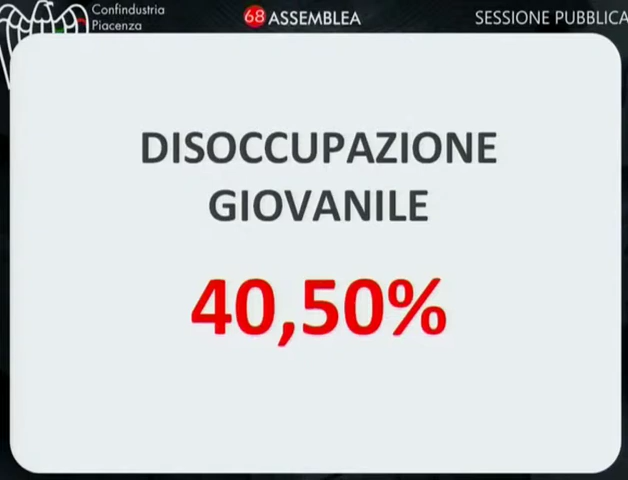 Confindustria
Piacenza
68 ASSEMBLEA
SESSIONE PUBBLICA
DISOCCUPAZIONE
GIOVANILE
40,50%